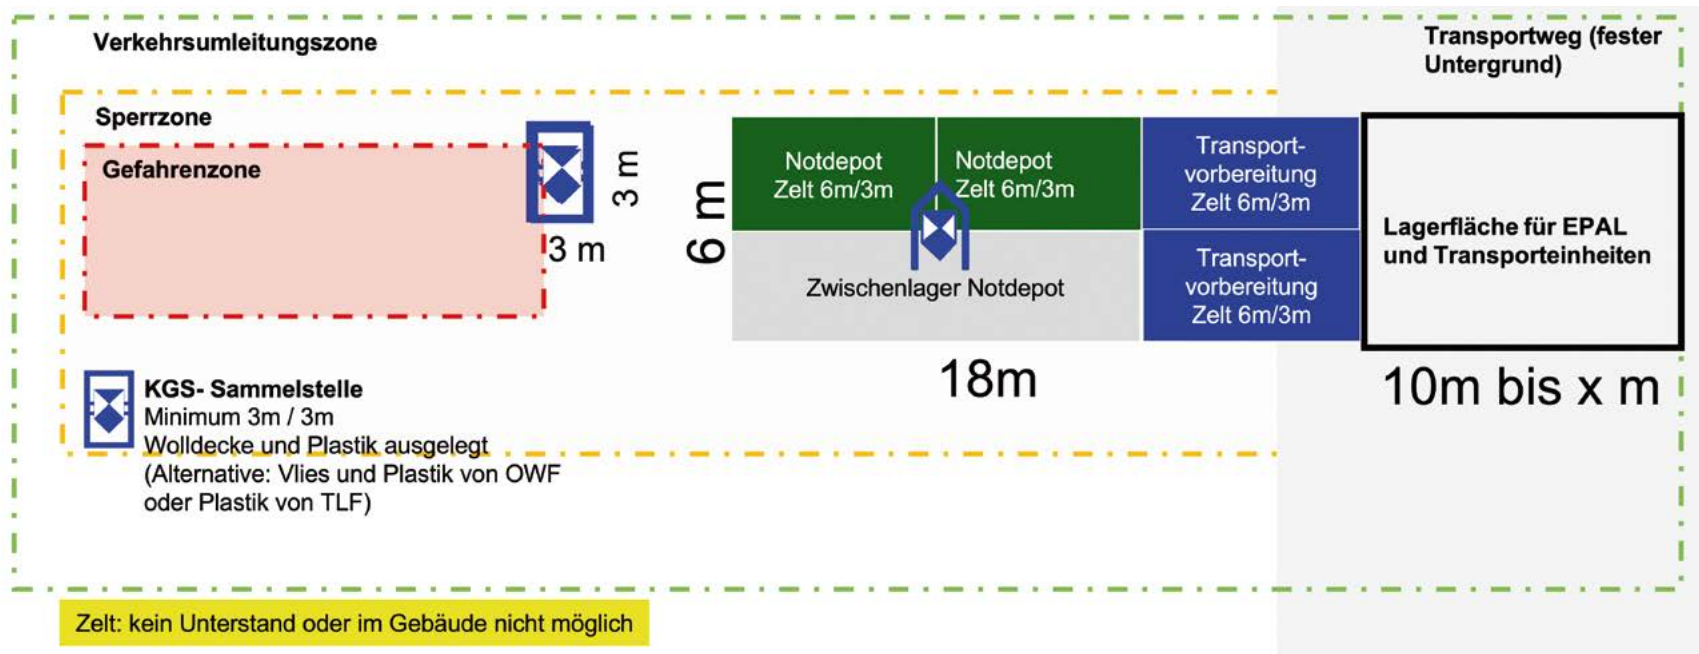 Verkehrsumleitungszone
Transportweg (fester
Untergrund)
Sperrzone
Gefahrenzone
3 m
3 m
6 m
Notdepot
Zelt 6m/3m
Notdepot
Zelt 6m/3m
Transport-
vorbereitung
Zelt 6m/3m
Zwischenlager Notdepot
Transport-
vorbereitung
Zelt 6m/3m
Lagerfläche für EPAL
und Transporteinheiten
18m
10m bis x m
KGS- Sammelstelle
Minimum 3m / 3m
Wolldecke und Plastik ausgelegt
(Alternative: Vlies und Plastik von OWF
oder Plastik von TLF)
Zelt: kein Unterstand oder im Gebäude nicht möglich